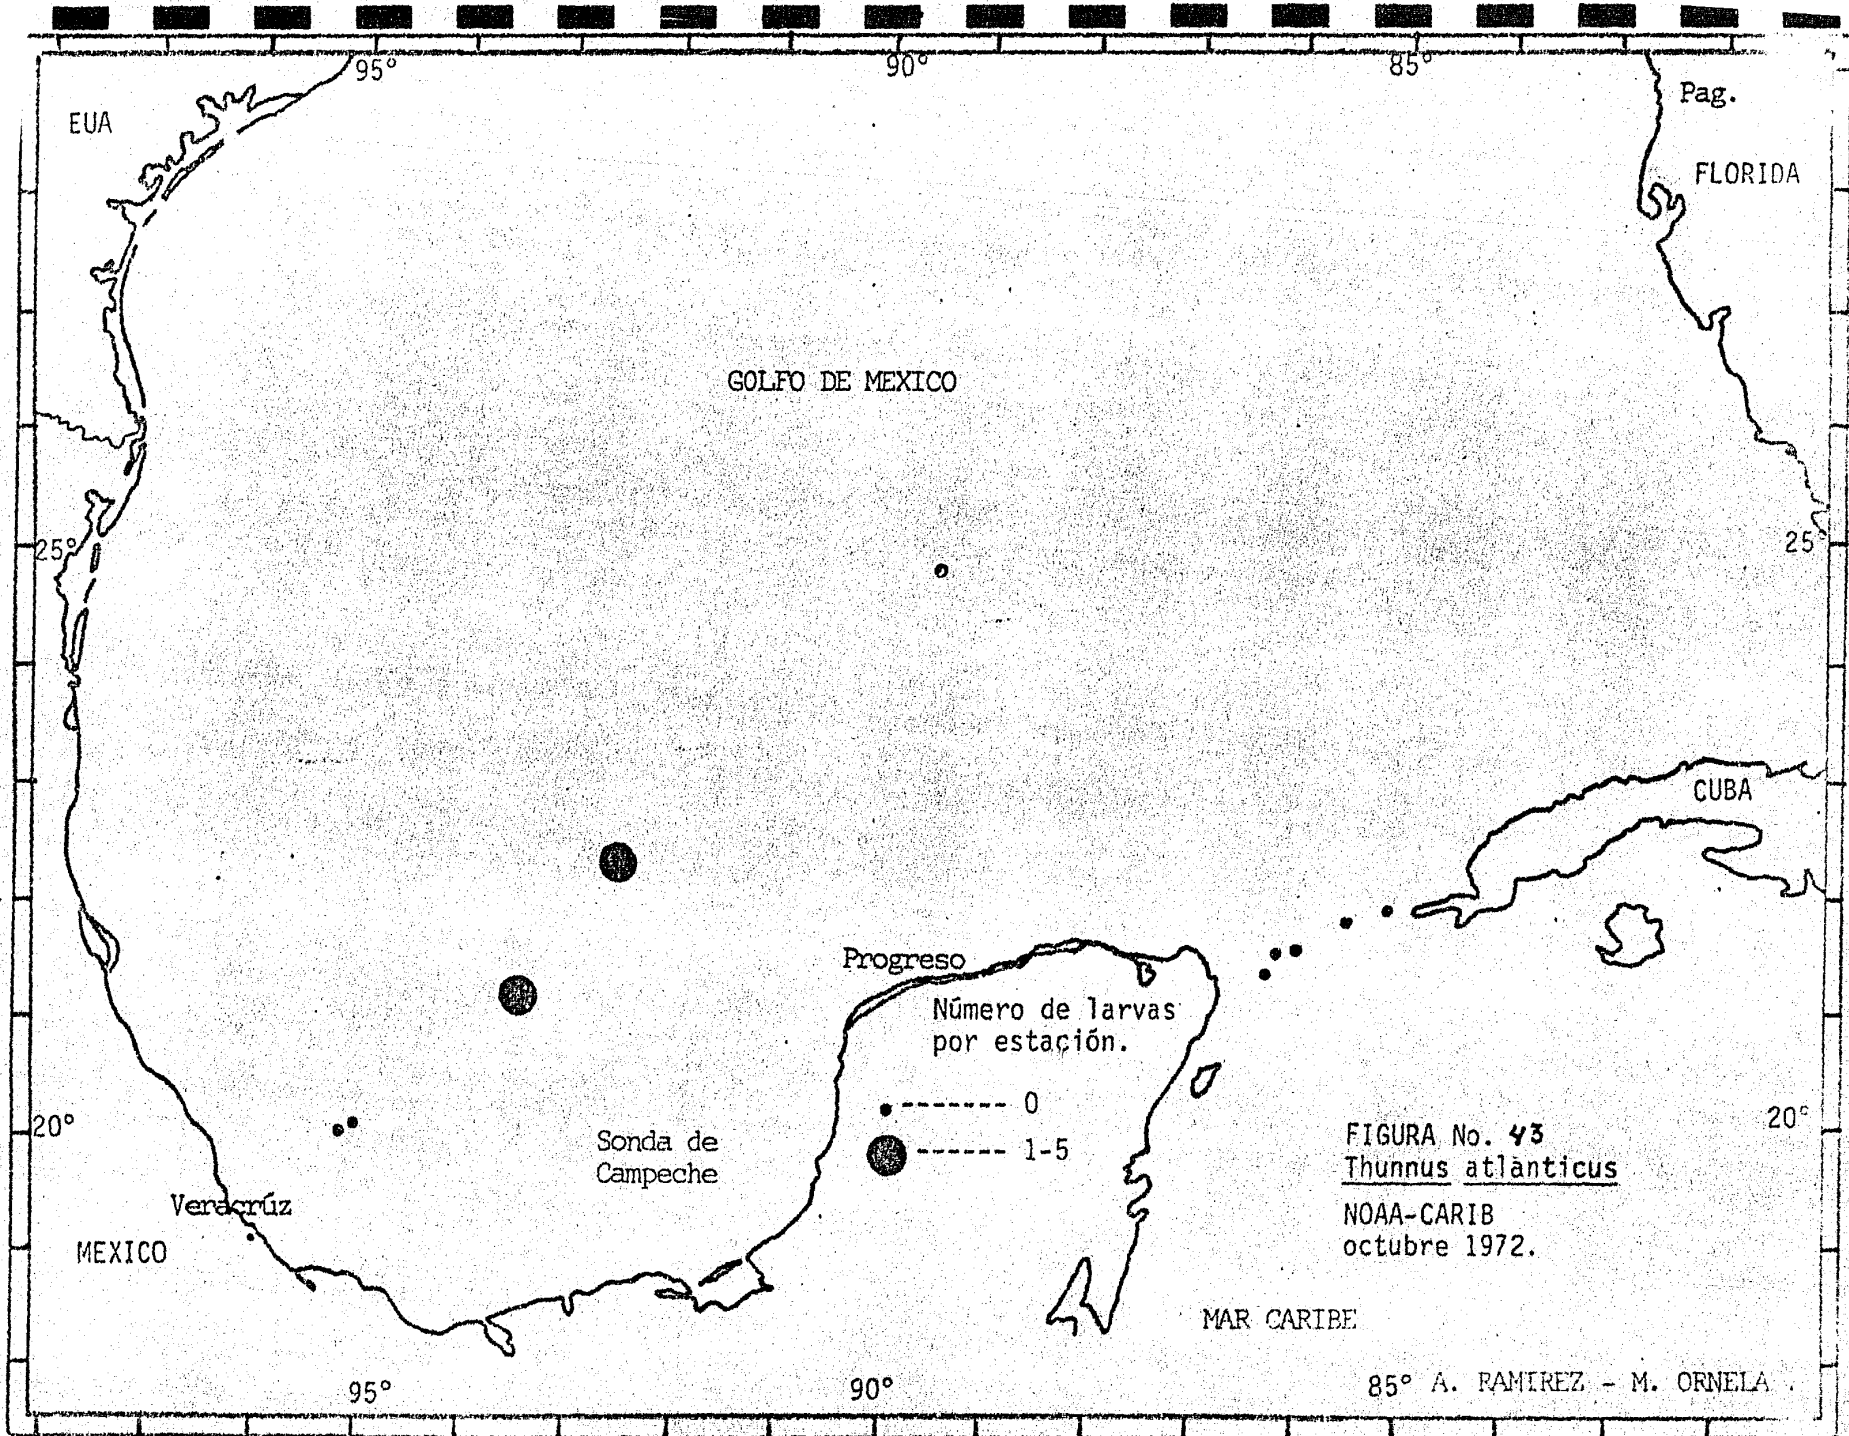 95° 90° 85°
Pag.
EUA
FLORIDA
GOLFO DE MEXICO
25° 25°
CUBA
Progreso
Número de larvas
por estación.
0
1-5
20° 20°
Sonda de
Campeche
FIGURA No. 43
Thunnus atlànticus
NOAA-CARIB
octubre 1972.
Veracrúz
MEXICO
MAR CARIBE
95° 90° 85° A. RAMIREZ - M. ORNELA .